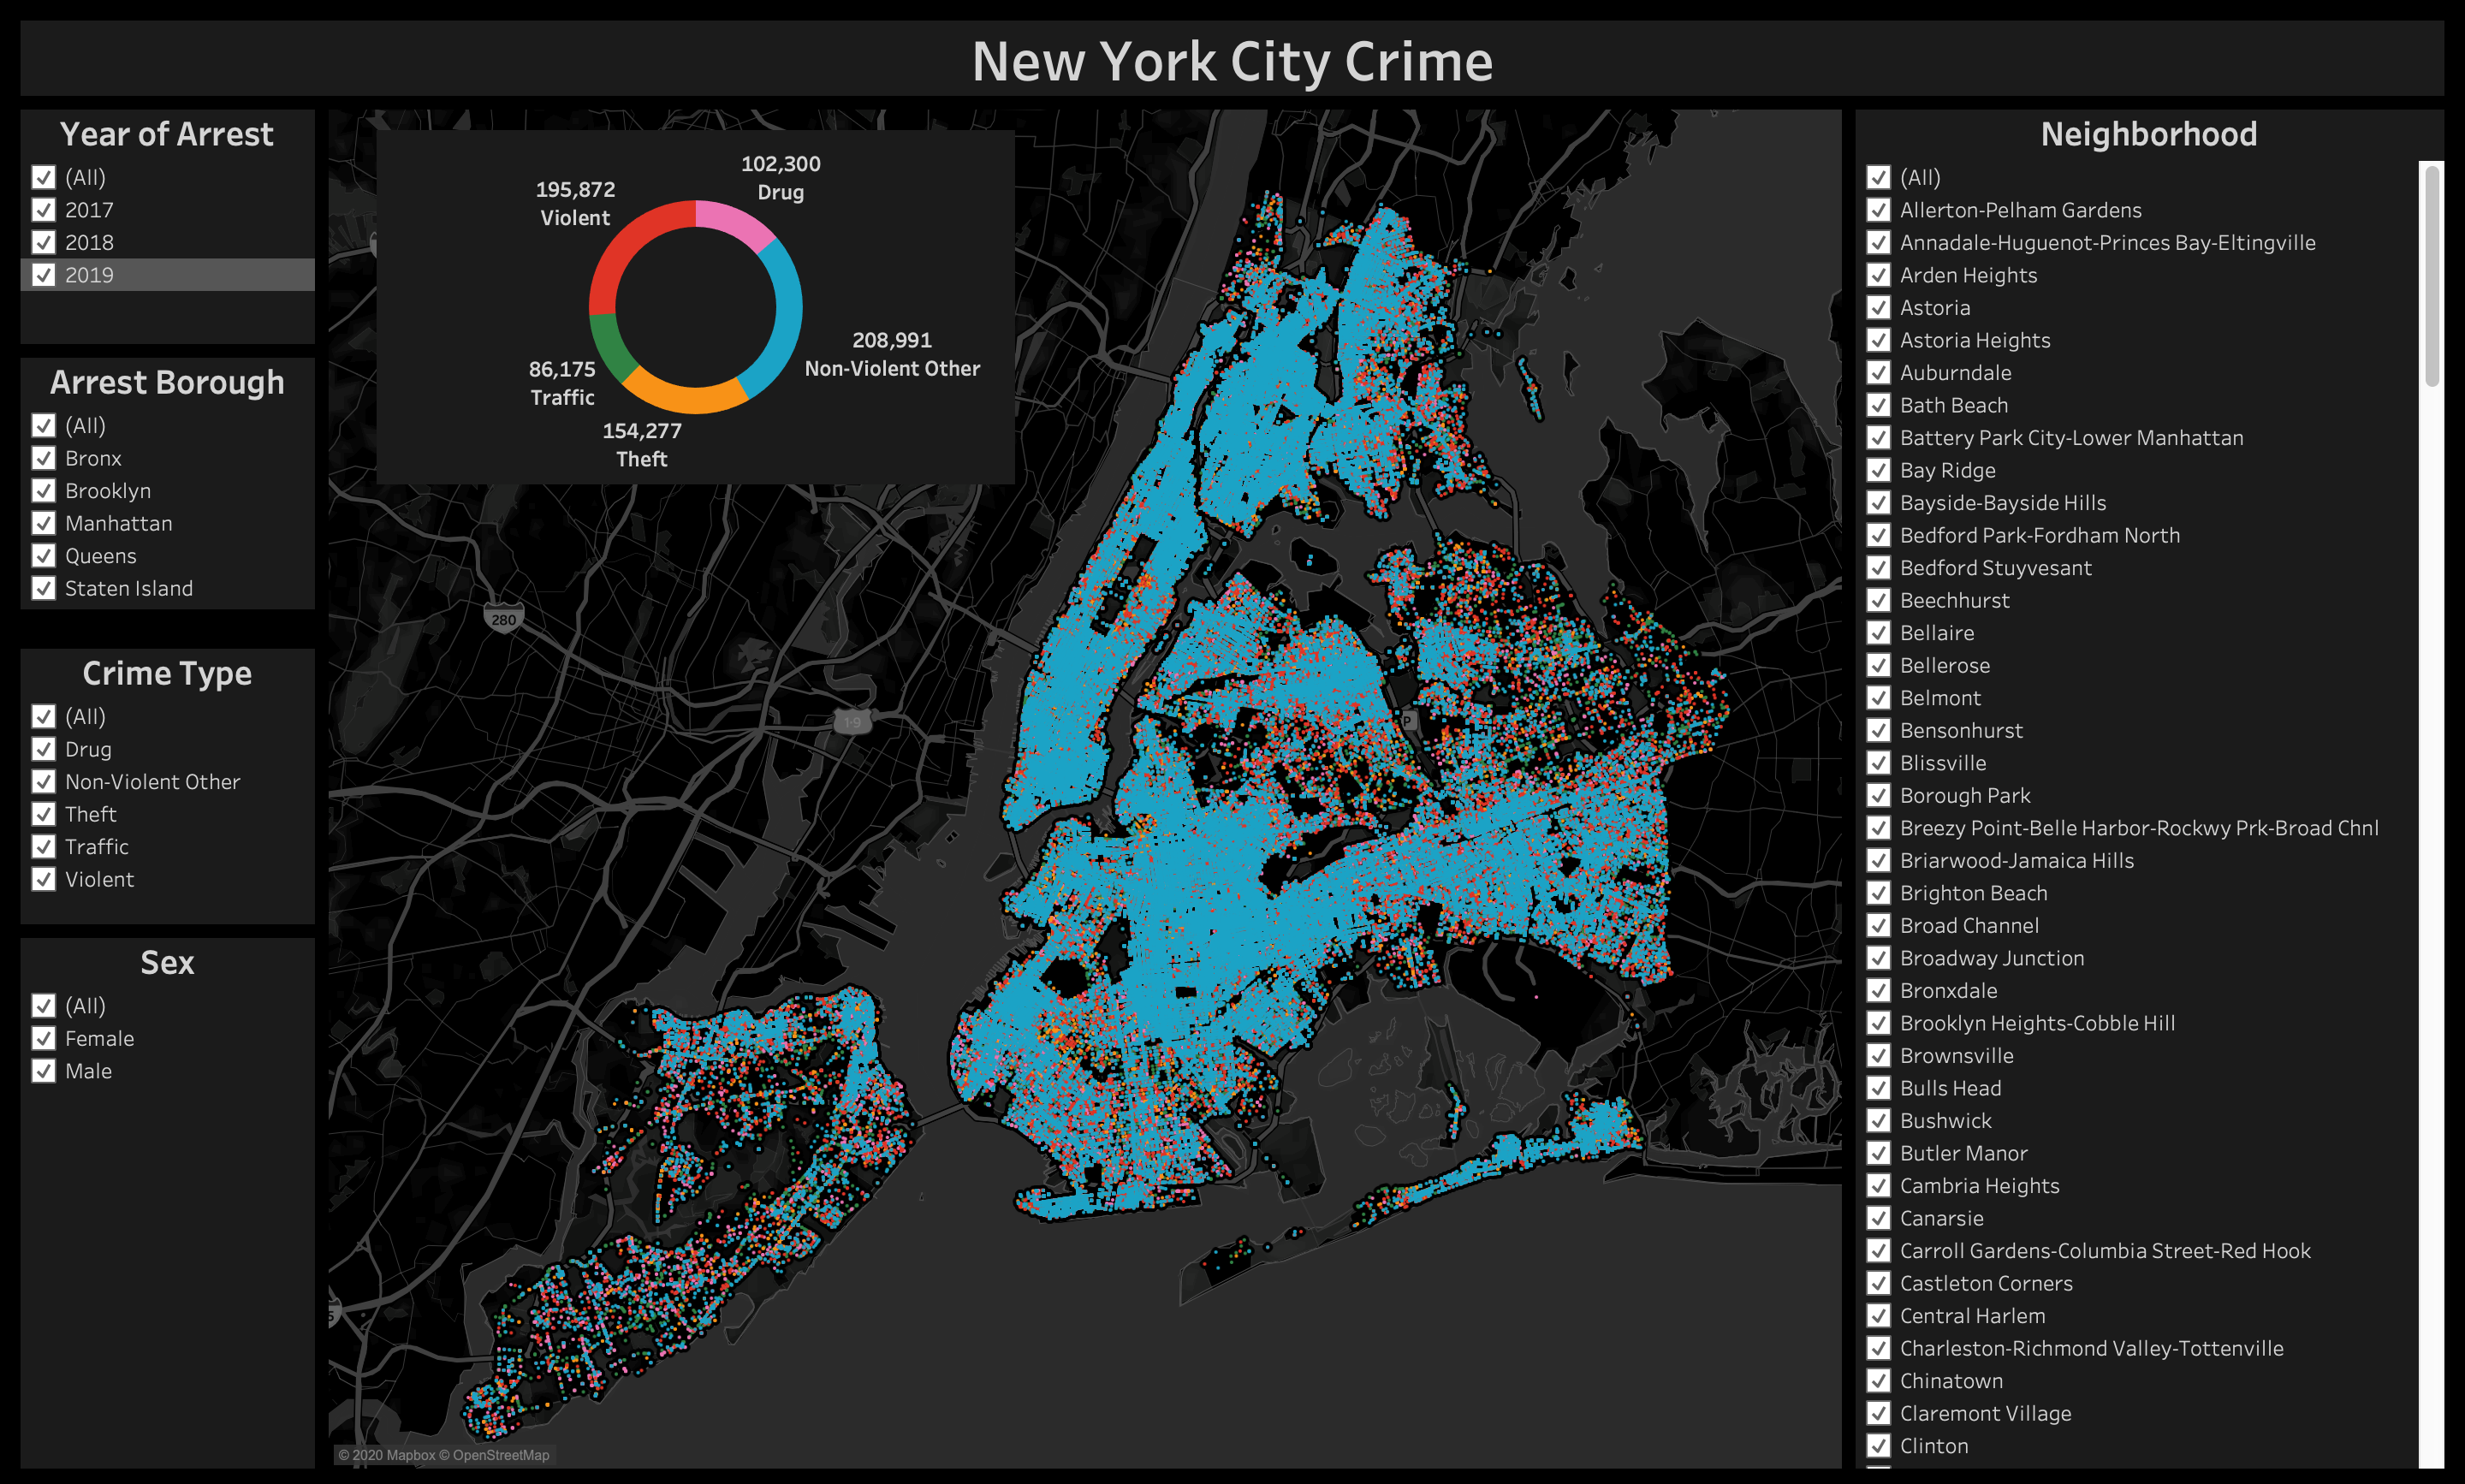 New York City Crime
Year of Arrest
(All)
2017
2018
2019
Arrest Borough
(All)
Bronx
Brooklyn
Manhattan
Queens
Staten Island
Crime Type
(All)
Drug
Non-Violent Other
Theft
Traffic
Violent
Sex
(All)
Female
Male
102,300
Drug
195,872
Violent
208,991
Non-Violent Other
86,175
Traffic
154,277
Theft
280
1-9
P
© 2020 Mapbox © OpenStreetMap
Neighborhood
(All)
Allerton-Pelham Gardens
Annadale-Huguenot-Princes Bay-Eltingville
Arden Heights
Astoria
Astoria Heights
Auburndale
Bath Beach
Battery Park City-Lower Manhattan
Bay Ridge
Bayside-Bayside Hills
Bedford Park-Fordham North
Bedford Stuyvesant
Beechhurst
Bellaire
Bellerose
Belmont
Bensonhurst
Blissville
Borough Park
Breezy Point-Belle Harbor-Rockwy Prk-Broad Chnl
Briarwood-Jamaica Hills
Brighton Beach
Broad Channel
Broadway Junction
Bronxdale
Brooklyn Heights-Cobble Hill
Brownsville
Bulls Head
Bushwick
Butler Manor
Cambria Heights
Canarsie
Carroll Gardens-Columbia Street-Red Hook
Castleton Corners
Central Harlem
Charleston-Richmond Valley-Tottenville
Chinatown
Claremont Village
Clinton